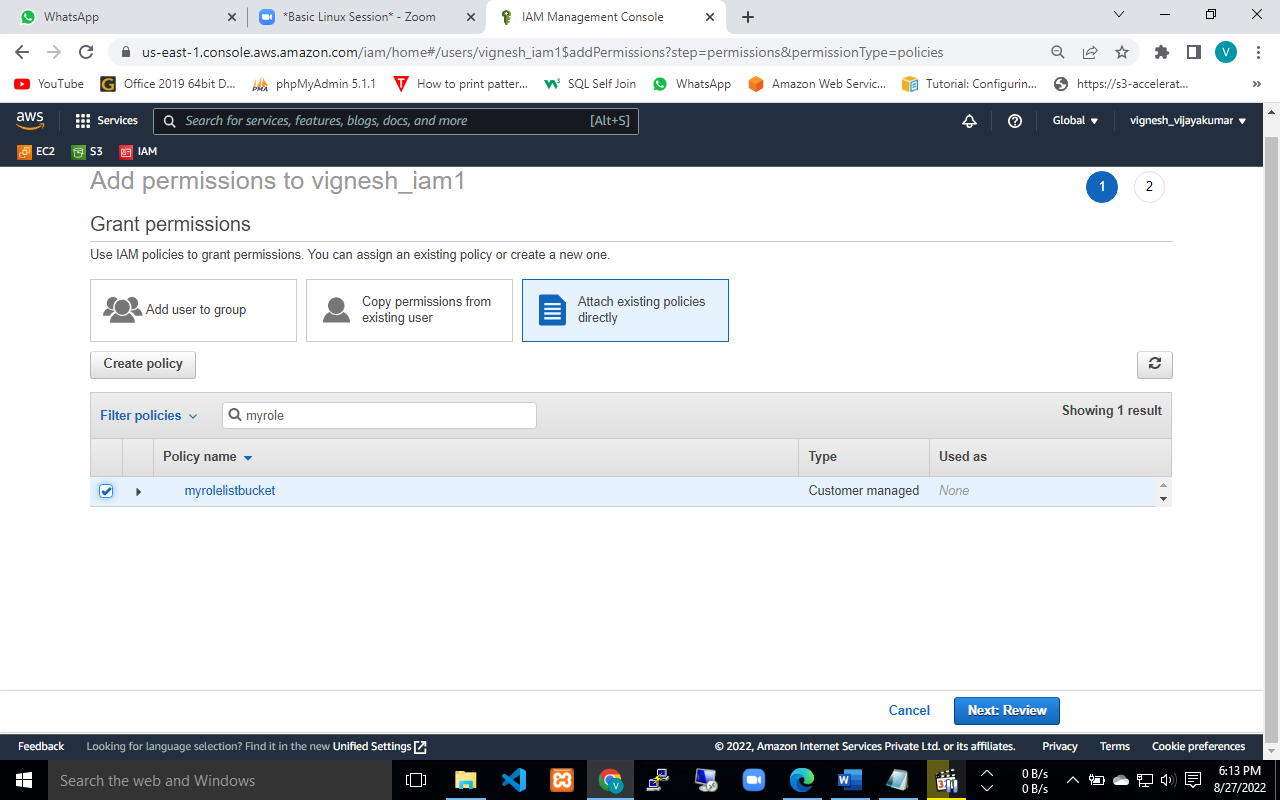 WhatsApp
*Basic Linux Session* - Zoom
IAM Management Console
us-east-1.console.aws.amazon.com/iam/home#/users/vignesh_iam1$addPermissions?step=permissions&permissionType=policies
V
YouTube
Office 2019 64bit D...
phpMyAdmin 5.1.1
How to print patter...
SQL Self Join
WhatsApp
Amazon Web Servic...
Tutorial: Configurin...
https://s3-accelerat...
»
aws
Services
Search for services, features, blogs, docs, and more
[Alt+S]
Global
vignesh_vijayakumar
EC2
S3
IAM
Add permissions to vignesh_iam1
1
2
Grant permissions
Use IAM policies to grant permissions. You can assign an existing policy or create a new one.
Add user to group
Copy permissions from
existing user
Attach existing policies
directly
Create policy
Filter policies
myrole
Showing 1 result
Policy name
Type
Used as
myrolelistbucket
Customer managed
None
Cancel
Next: Review
Feedback
Looking for language selection? Find it in the new Unified Settings
© 2022, Amazon Internet Services Private Ltd. or its affiliates.
Privacy
Terms
Cookie preferences
Search the web and Windows
0 B/s
0 B/s
6:13 PM
8/27/2022